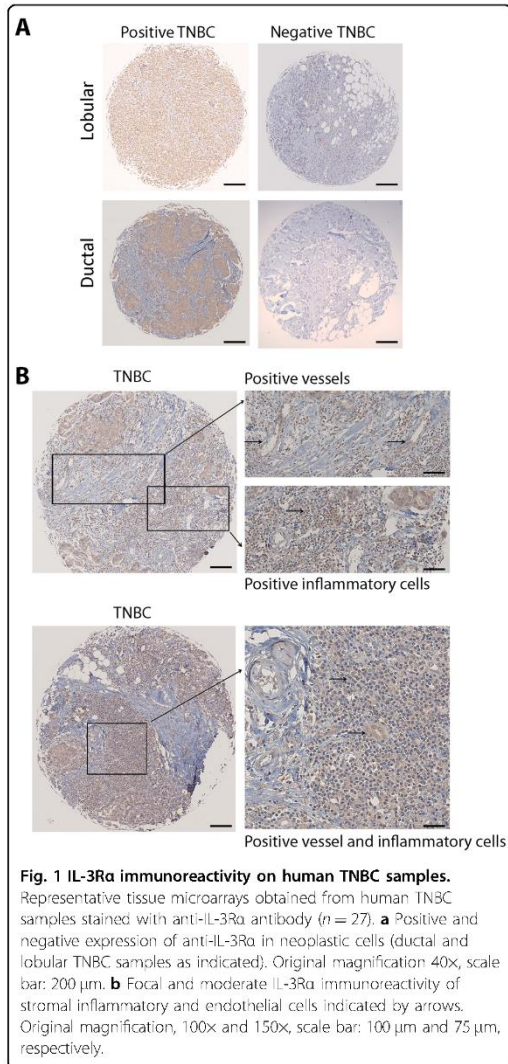 A
Positive TNBC
Negative TNBC
Lobular
Ductal
B
TNBC
Positive vessels
Positive inflammatory cells
TNBC
Positive vessel and inflammatory cells
Fig. 1 IL-3Rα immunoreactivity on human TNBC samples.
Representative tissue microarrays obtained from human TNBC
samples stained with anti-IL-3Rα antibody (n = 27). a Positive and
negative expression of anti-IL-3Rα in neoplastic cells (ductal and
lobular TNBC samples as indicated). Original magnification 40×, scale
bar: 200 μm. b Focal and moderate IL-3Rα immunoreactivity of
stromal inflammatory and endothelial cells indicated by arrows.
Original magnification, 100× and 150×, scale bar: 100 μm and 75 μm,
respectively.